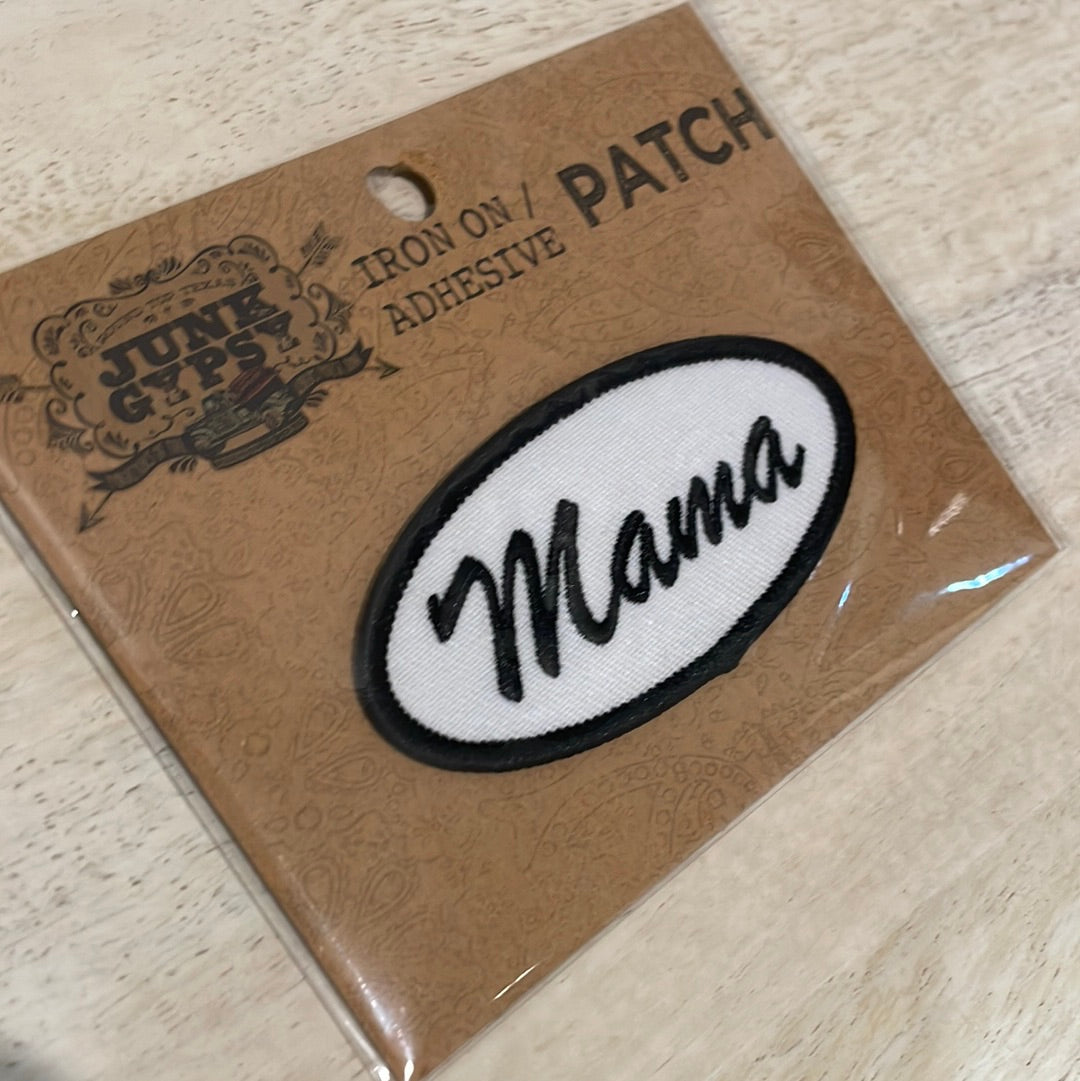 JUNK
GYPSY
IRON ON /
ADHESIVE
PATCH
Mama